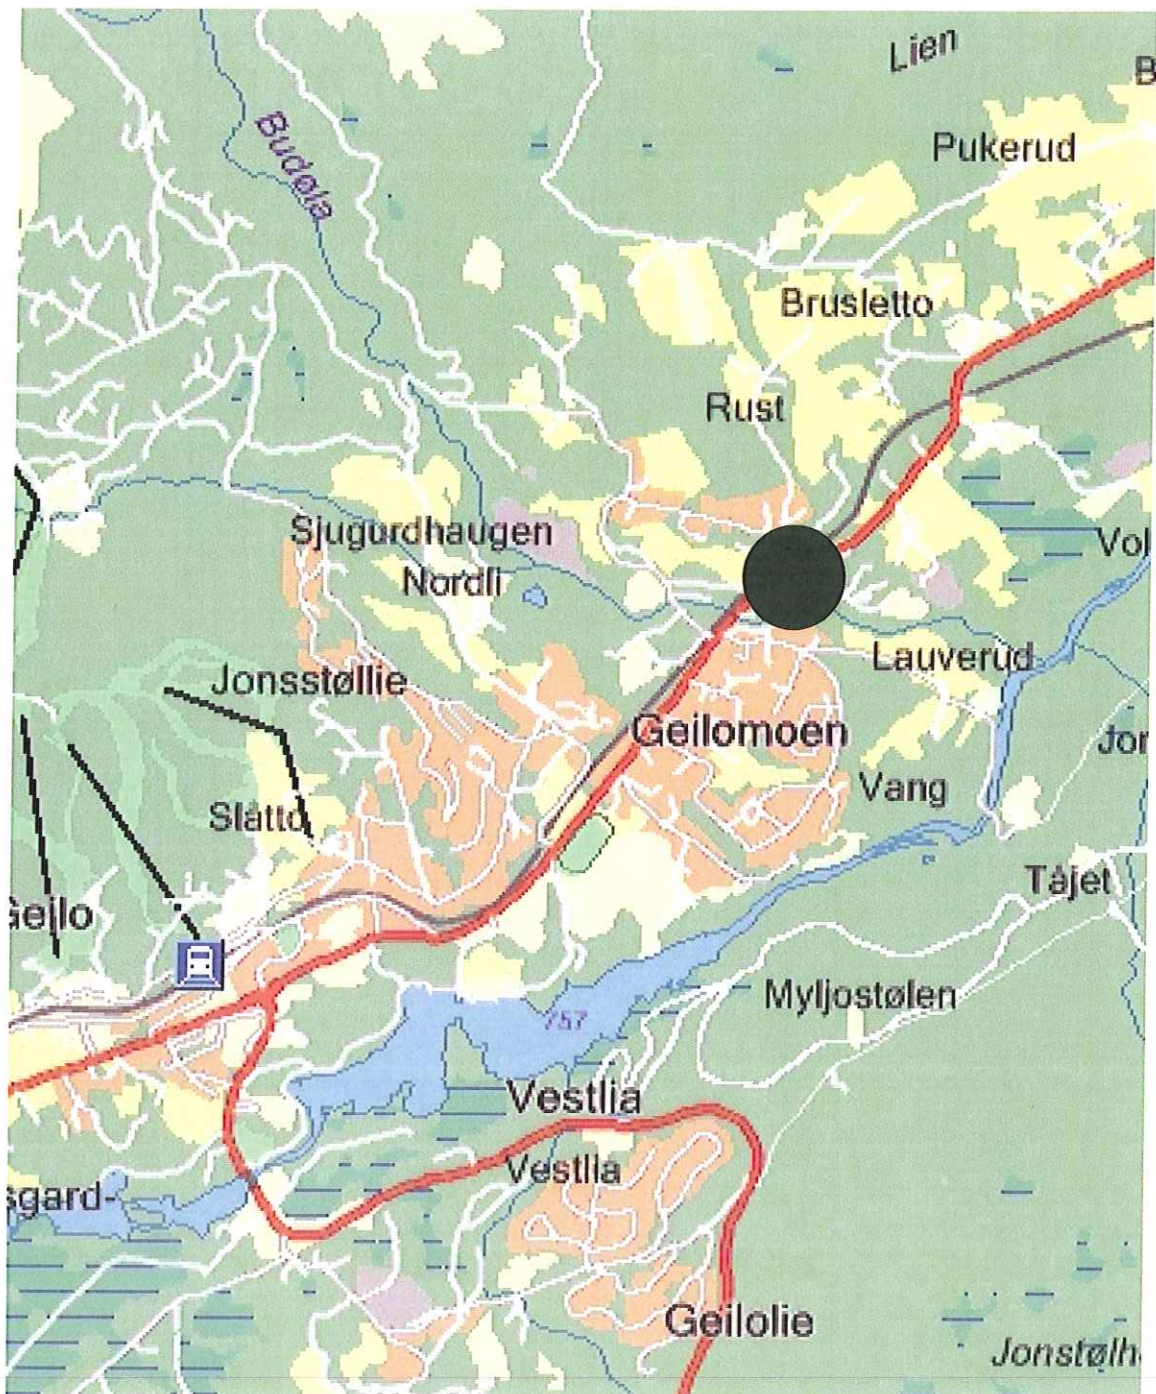 Lien
Pukerud
Budøla
Brusletto
Rust
Sjugurdhaugen
Nordli
Lauverud
Jonsstøllie
Geilomoen
Vang
Slåtto
Geilo
Tåjet
Myljostølen
757
Vestlia
Vestlia
sgard-
Geilolie